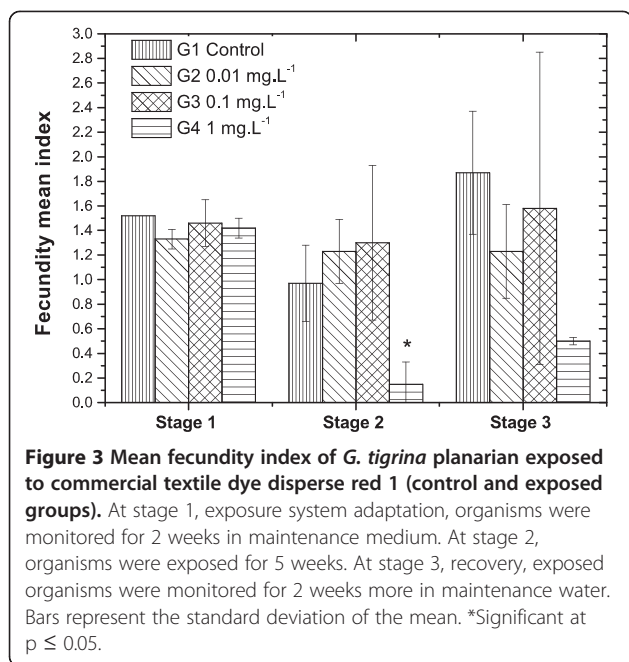 3.0
2.8
2.6
2.4
2.2
2.0
1.8
1.6
1.4
1.2
1.0
0.8
0.6
0.4
0.2
0.0
Fecundity mean index
G1 Control
G2 0.01 mg.L⁻¹
G3 0.1 mg.L⁻¹
G4 1 mg.L⁻¹
*
Stage 1 Stage 2 Stage 3
Figure 3 Mean fecundity index of G. tigrina planarian exposed
to commercial textile dye disperse red 1 (control and exposed
groups). At stage 1, exposure system adaptation, organisms were
monitored for 2 weeks in maintenance medium. At stage 2,
organisms were exposed for 5 weeks. At stage 3, recovery, exposed
organisms were monitored for 2 weeks more in maintenance water.
Bars represent the standard deviation of the mean. *Significant at
p ≤ 0.05.